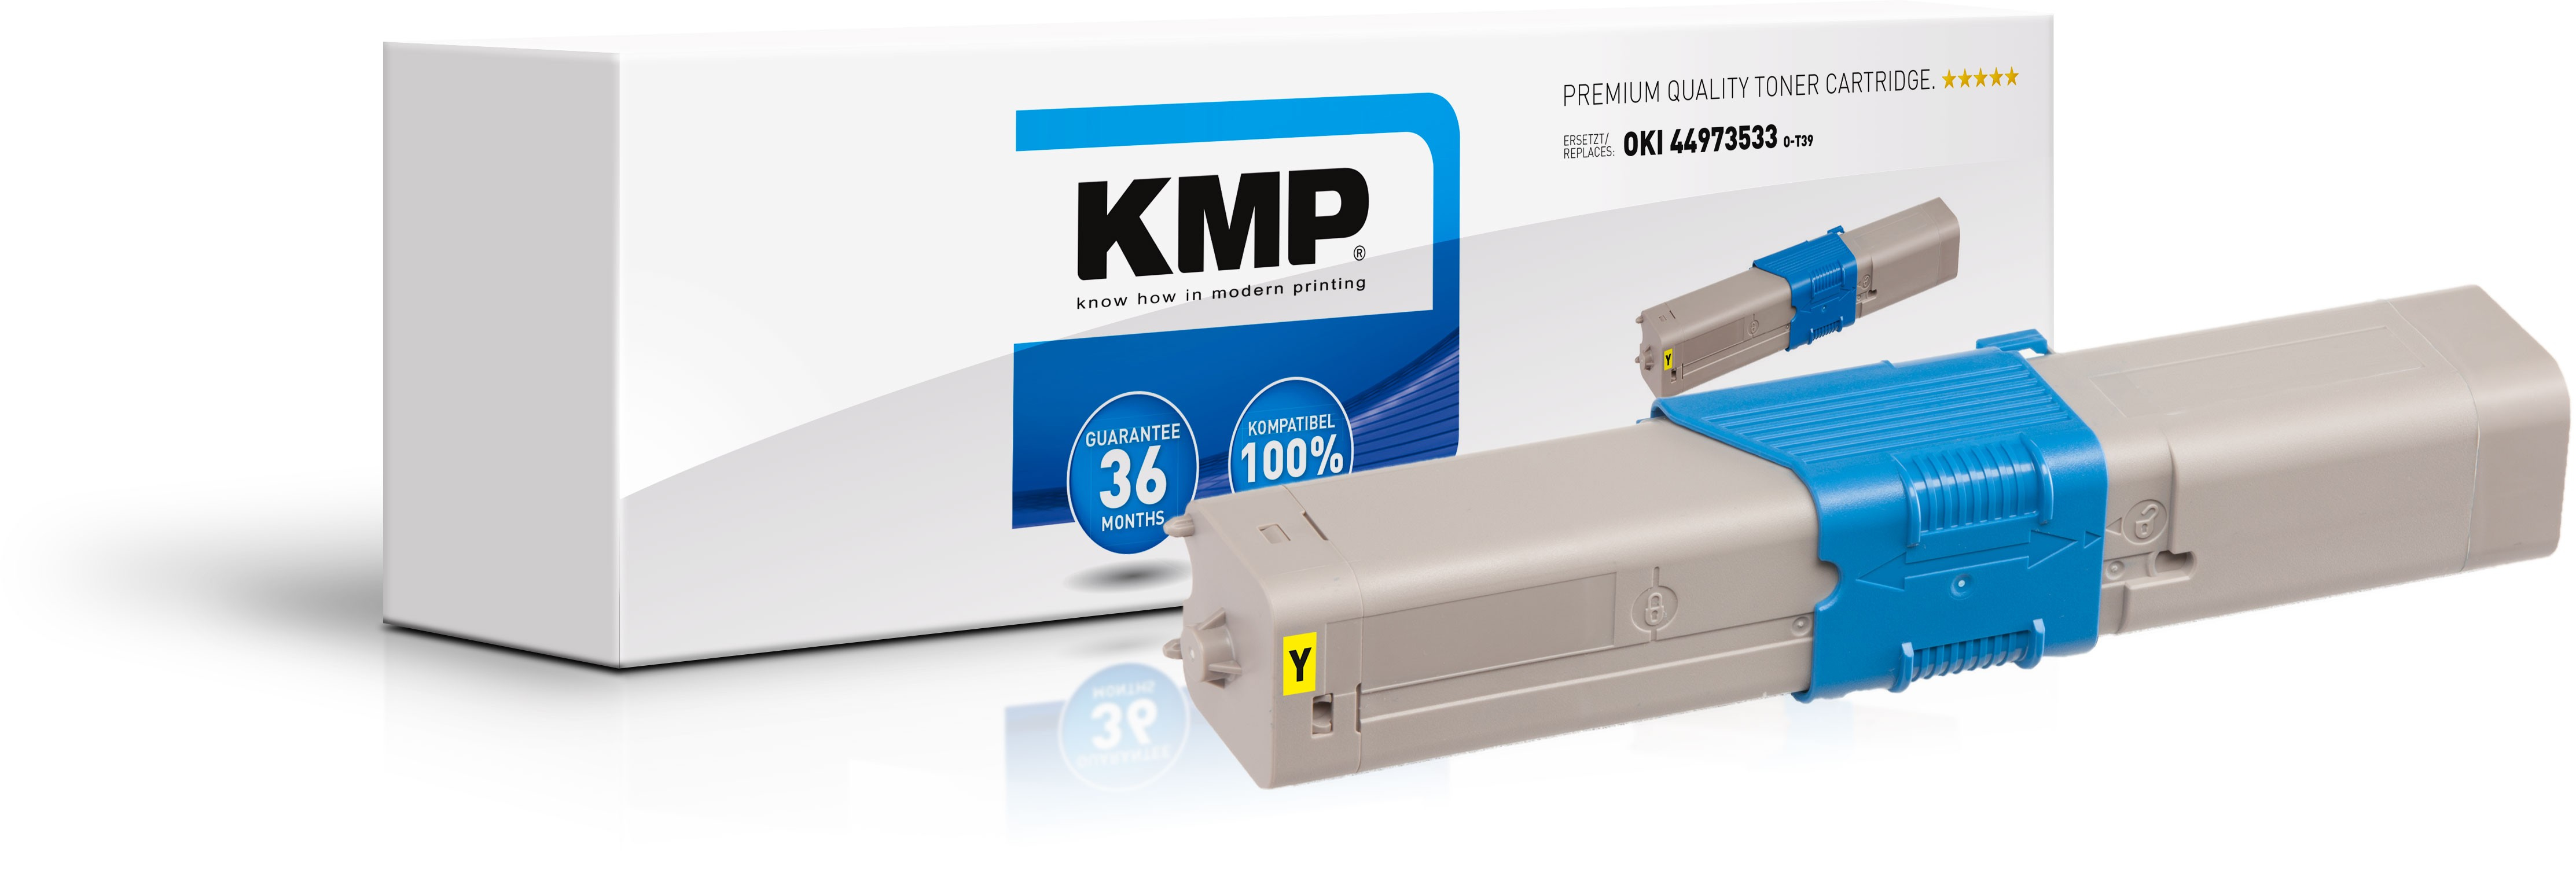 PREMIUM QUALITY TONER CARTRIDGE.
ERSETZT/
REPLACES: OKI 44973533 O-T39
KMP®
know how in modern printing
GUARANTEE
36
MONTHS
KOMPATIBEL
100%
Y
Y
36